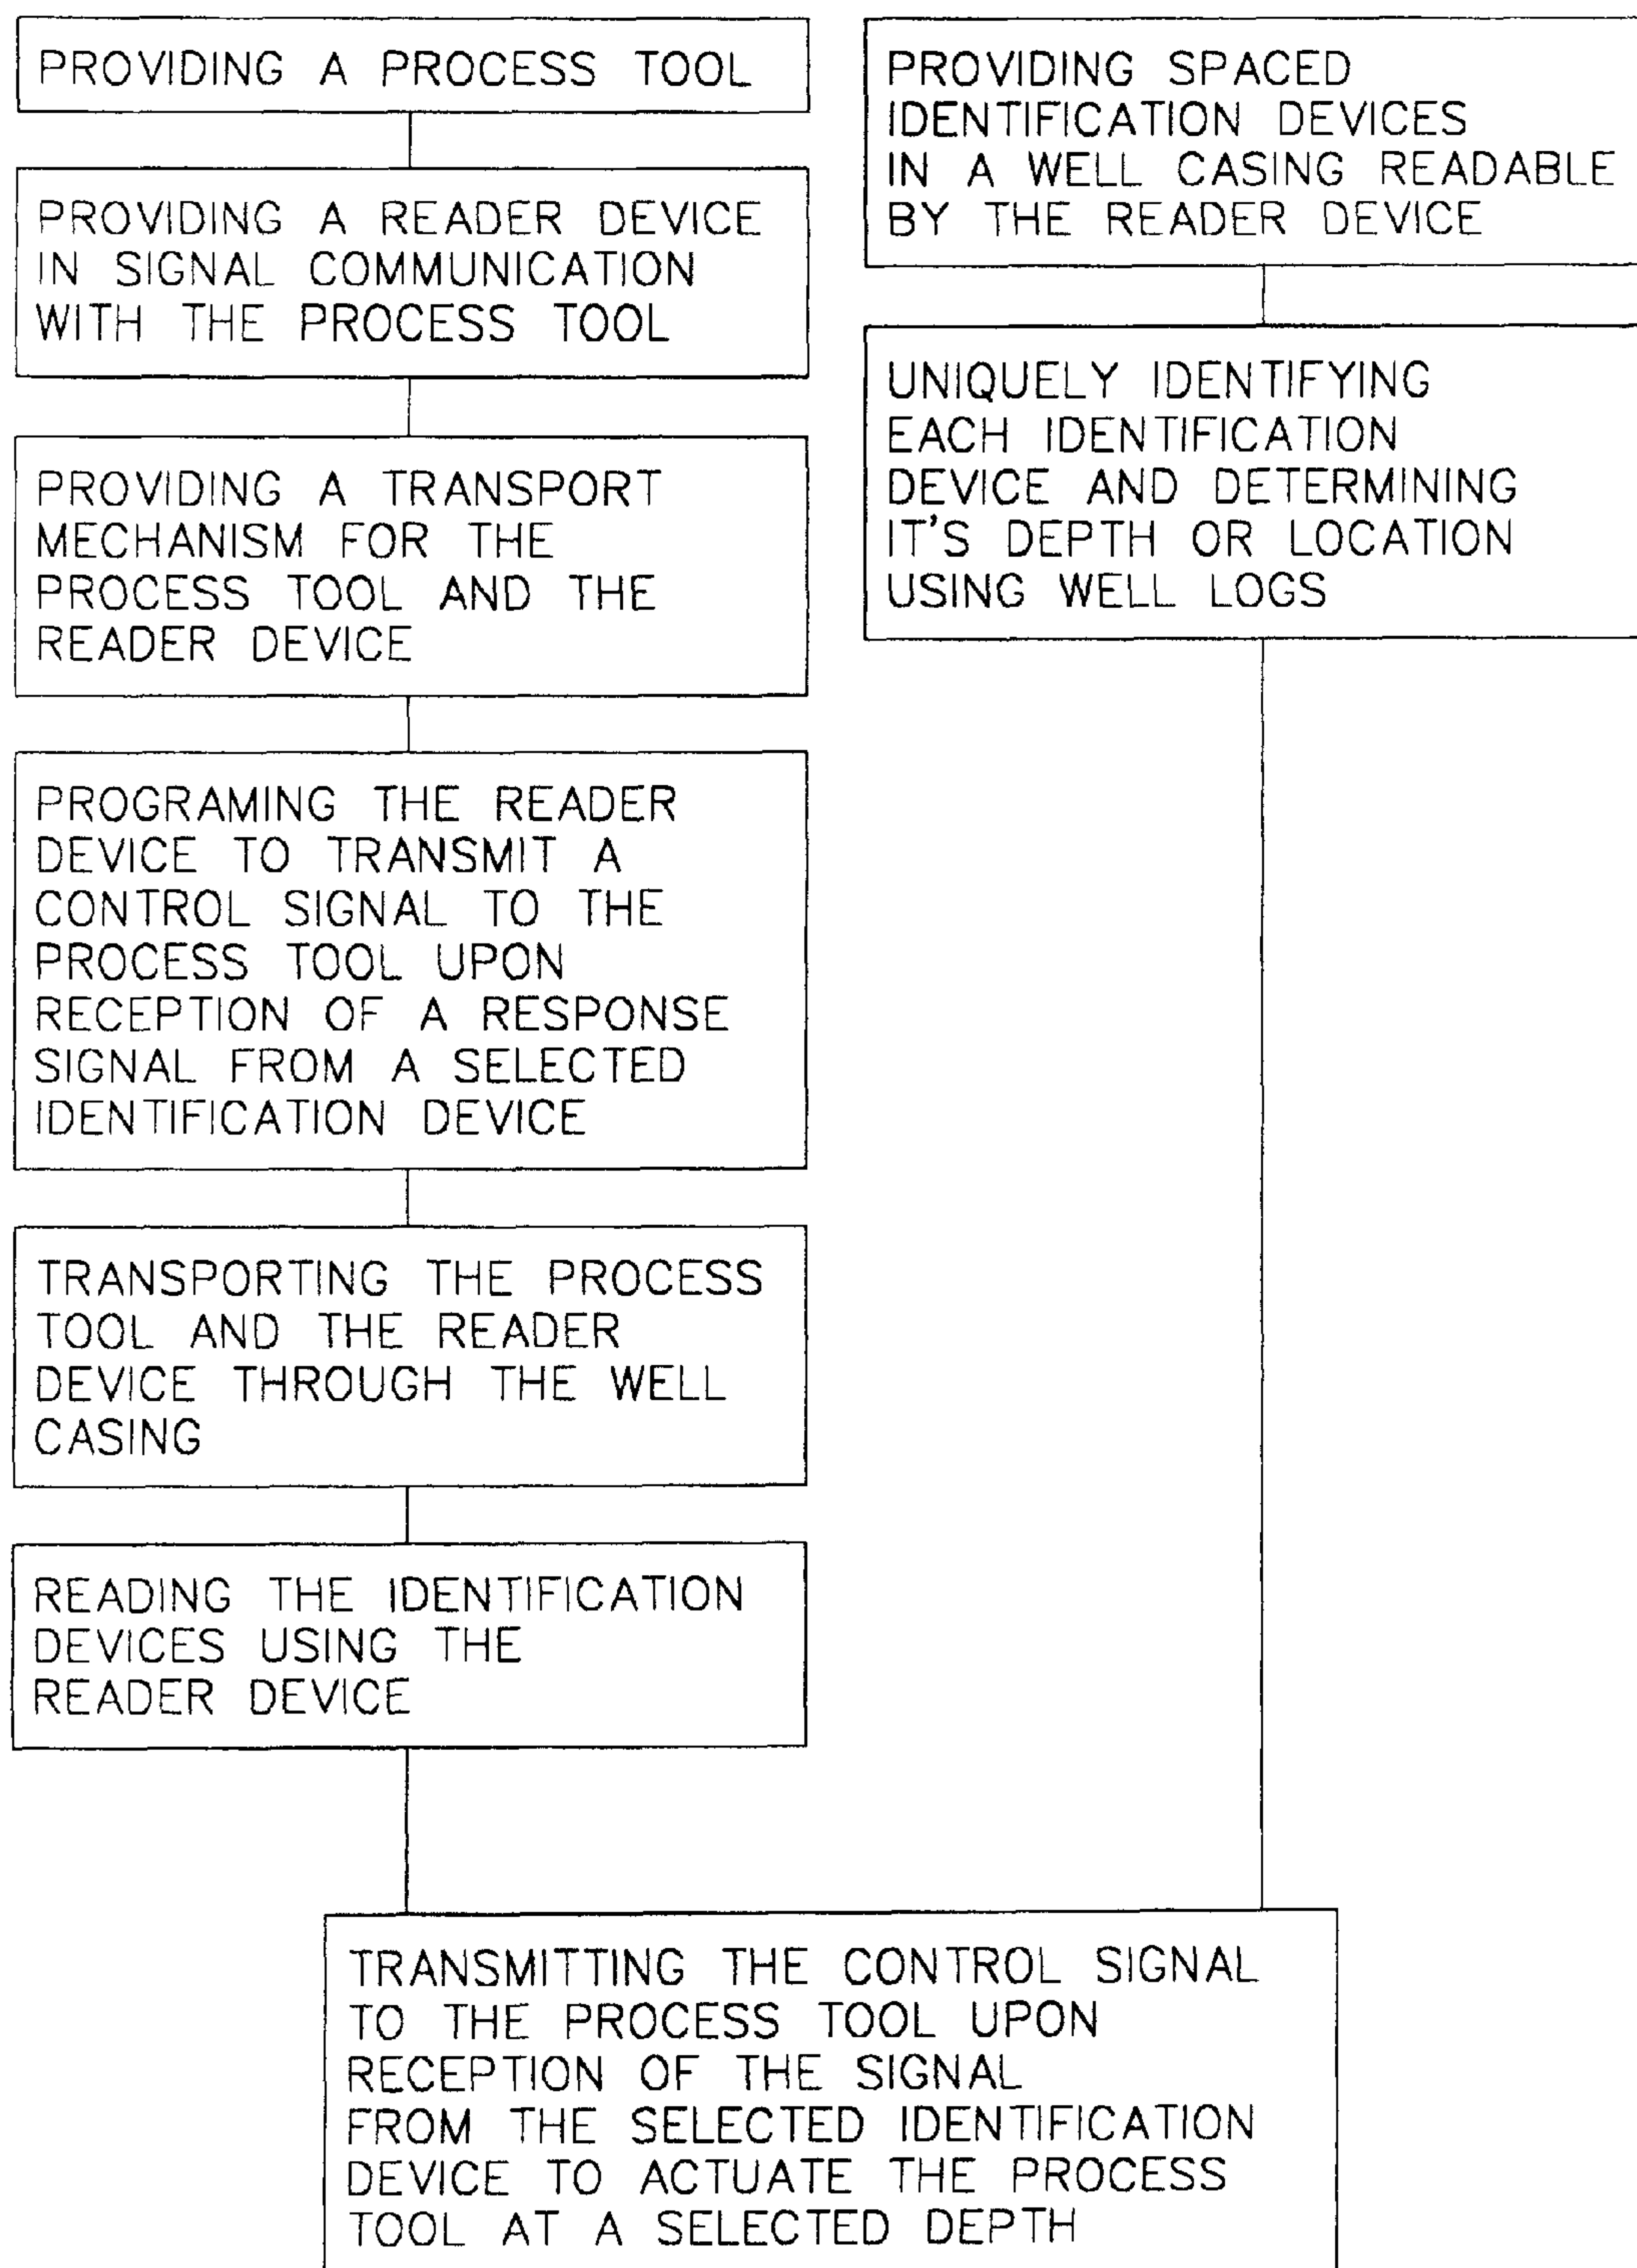 PROVIDING A PROCESS TOOL
PROVIDING A READER DEVICE
IN SIGNAL COMMUNICATION
WITH THE PROCESS TOOL
PROVIDING A TRANSPORT
MECHANISM FOR THE
PROCESS TOOL AND THE
READER DEVICE
PROGRAMING THE READER
DEVICE TO TRANSMIT A
CONTROL SIGNAL TO THE
PROCESS TOOL UPON
RECEPTION OF A RESPONSE
SIGNAL FROM A SELECTED
IDENTIFICATION DEVICE
TRANSPORTING THE PROCESS
TOOL AND THE READER
DEVICE THROUGH THE WELL
CASING
READING THE IDENTIFICATION
DEVICES USING THE
READER DEVICE
PROVIDING SPACED
IDENTIFICATION DEVICES
IN A WELL CASING READABLE
BY THE READER DEVICE
UNIQUELY IDENTIFYING
EACH IDENTIFICATION
DEVICE AND DETERMINING
IT'S DEPTH OR LOCATION
USING WELL LOGS
TRANSMITTING THE CONTROL SIGNAL
TO THE PROCESS TOOL UPON
RECEPTION OF THE SIGNAL
FROM THE SELECTED IDENTIFICATION
DEVICE TO ACTUATE THE PROCESS
TOOL AT A SELECTED DEPTH